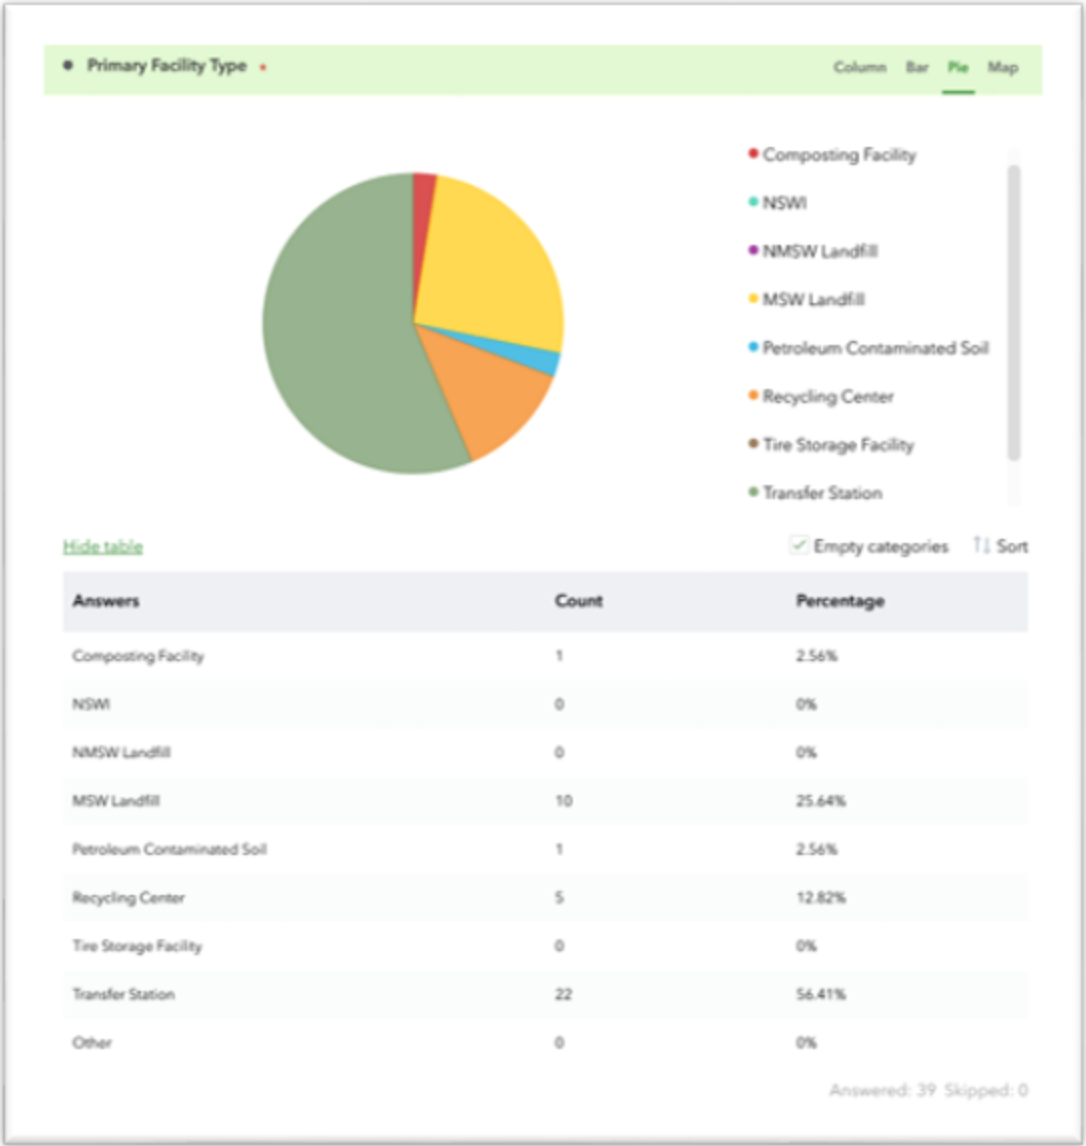 Primary Facility Type *
Column Bar Pie Map
Composting Facility
NSWI
NMSW Landfill
MSW Landfill
Petroleum Contaminated Soil
Recycling Center
Tire Storage Facility
Transfer Station
Hide table
Empty categories Sort
Answers Count Percentage
Composting Facility 1 2.56%
NSWI 0 0%
NMSW Landfill 0 0%
MSW Landfill 10 25.64%
Petroleum Contaminated Soil 1 2.56%
Recycling Center 5 12.82%
Tire Storage Facility 0 0%
Transfer Station 22 56.41%
Other 0 0%
Answered: 39 Skipped: 0